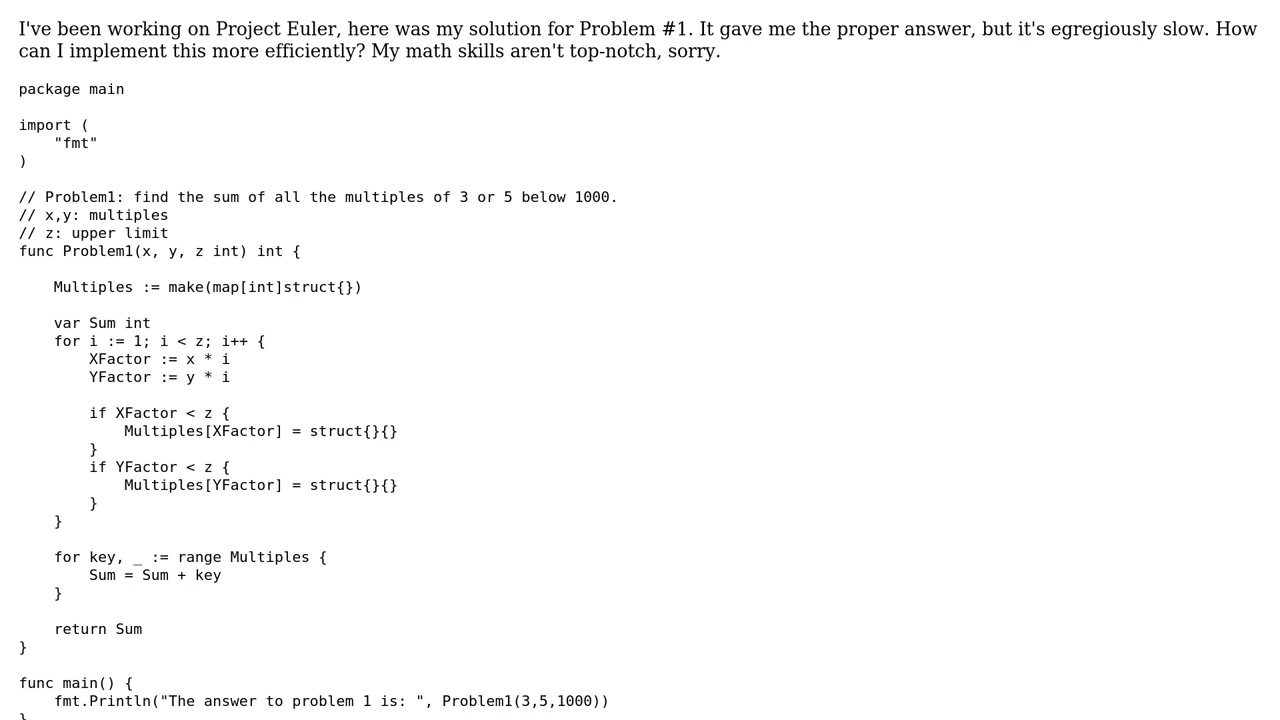 I've been working on Project Euler, here was my solution for Problem #1. It gave me the proper answer, but it's egregiously slow. How
can I implement this more efficiently? My math skills aren't top-notch, sorry.
package main
import (
    "fmt"
)
// Problem1: find the sum of all the multiples of 3 or 5 below 1000.
// x,y: multiples
// z: upper limit
func Problem1(x, y, z int) int {
    Multiples := make(map[int]struct{})
    var Sum int
    for i := 1; i < z; i++ {
        XFactor := x * i
        YFactor := y * i
        if XFactor < z {
            Multiples[XFactor] = struct{}{}
        }
        if YFactor < z {
            Multiples[YFactor] = struct{}{}
        }
    }
    for key, _ := range Multiples {
        Sum = Sum + key
    }
    return Sum
}
func main() {
    fmt.Println("The answer to problem 1 is: ", Problem1(3,5,1000))
}